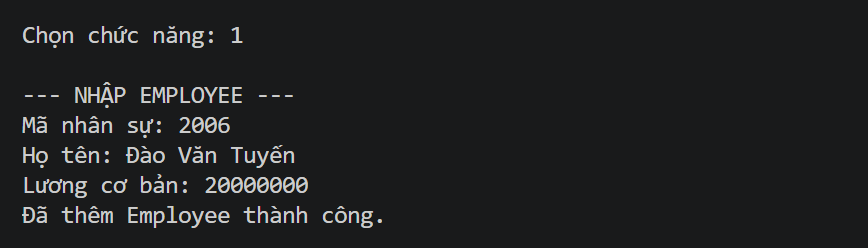 Chọn chức năng: 1
--- NHẬP EMPLOYEE ---
Mã nhân sự: 2006
Họ tên: Đào Văn Tuyến
Lương cơ bản: 20000000
Đã thêm Employee thành công.